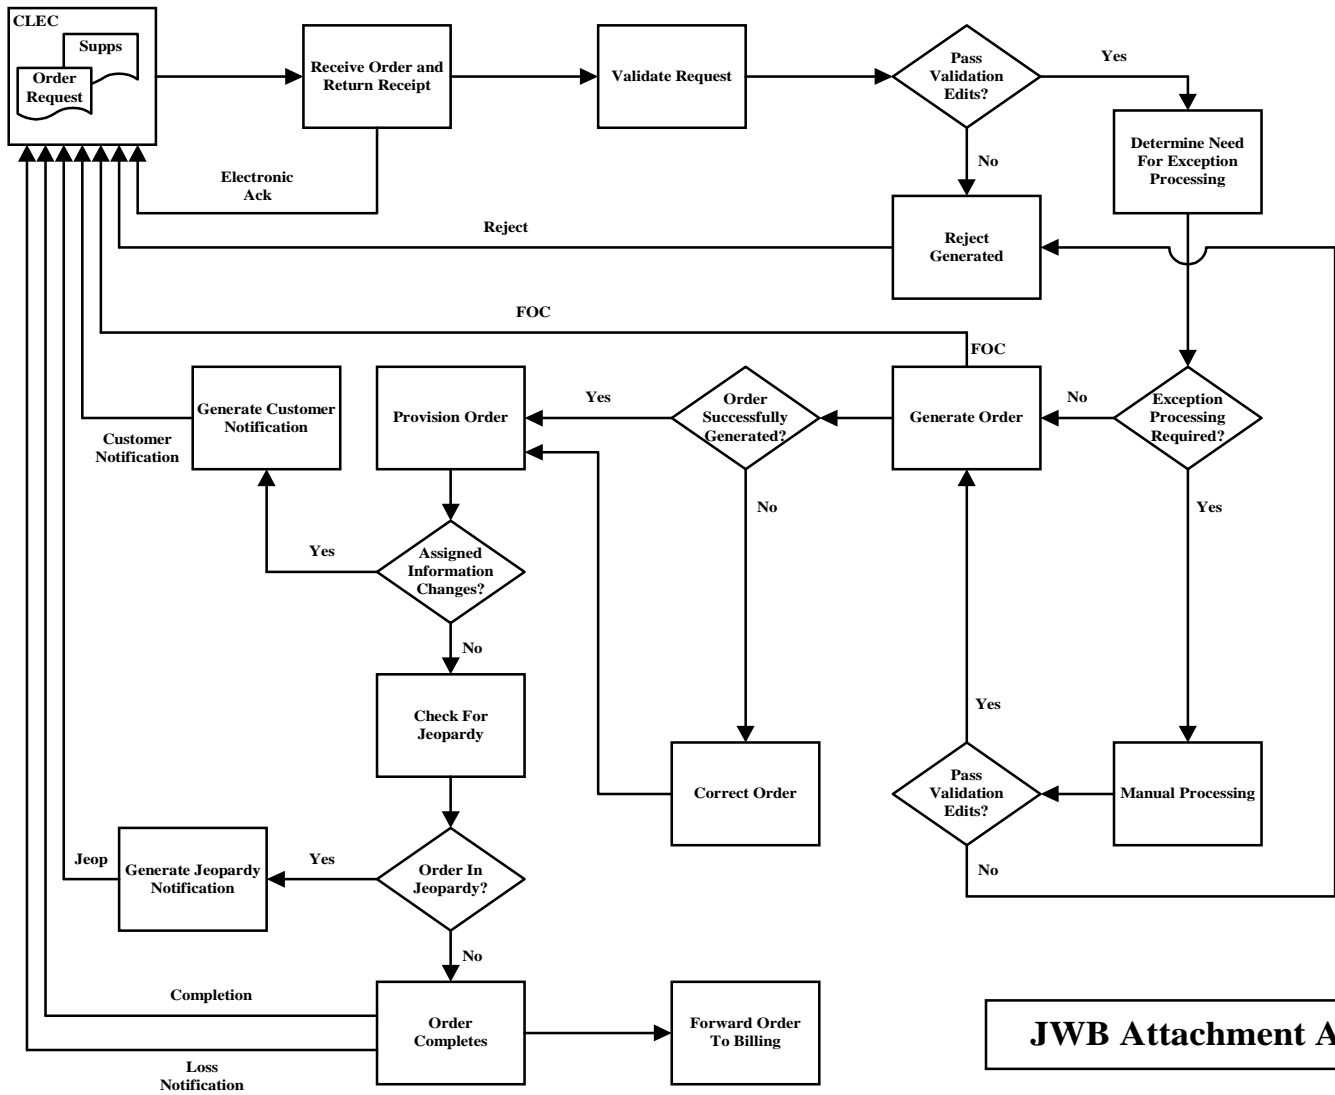 CLEC
Supps
Order
Request
Receive Order and
Return Receipt
Validate Request
Pass
Validation
Edits?
Yes
Determine Need
For Exception
Processing
No
Electronic
Ack
Reject
Reject
Generated
FOC
FOC
Generate Customer
Notification
Customer
Notification
Provision Order
Yes
Order
Successfully
Generated?
Generate Order
No
Exception
Processing
Required?
No
Yes
Yes
Assigned
Information
Changes?
No
Check For
Jeopardy
Correct Order
Yes
Pass
Validation
Edits?
Manual Processing
No
Jeop
Generate Jeopardy
Notification
Yes
Order In
Jeopardy?
No
Completion
Order
Completes
Forward Order
To Billing
Loss
Notification
JWB Attachment A